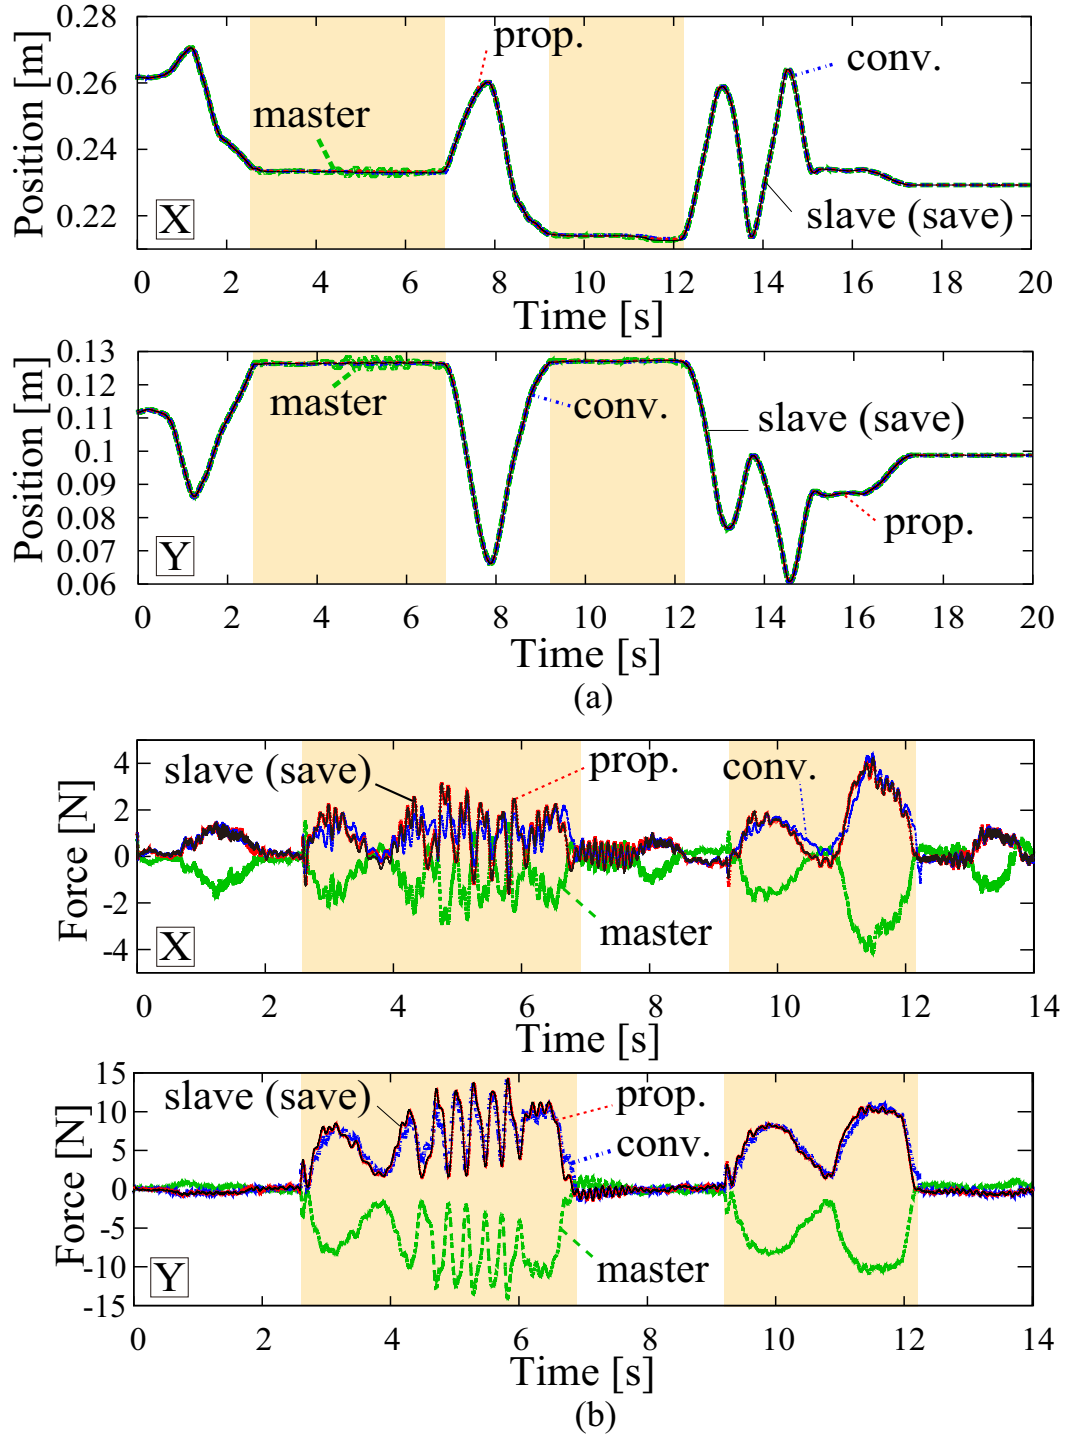 0.28
prop.
0.26
conv.
master
0.24
slave (save)
0.22
Position [m]
X
0 2 4 6 8 10 12 14 16 18 20
Time [s]
0.13
0.12
master
conv.
slave (save)
0.11
0.1
0.09
prop.
0.08
0.07
0.06
Position [m]
Y
0 2 4 6 8 10 12 14 16 18 20
Time [s]
(a)
4
slave (save)
prop.
conv.
2
0
-2
master
-4
Force [N]
X
0 2 4 6 8 10 12 14
Time [s]
15
slave (save)
prop.
10
conv.
5
0
-5
master
-10
-15
Force [N]
Y
0 2 4 6 8 10 12 14
Time [s]
(b)